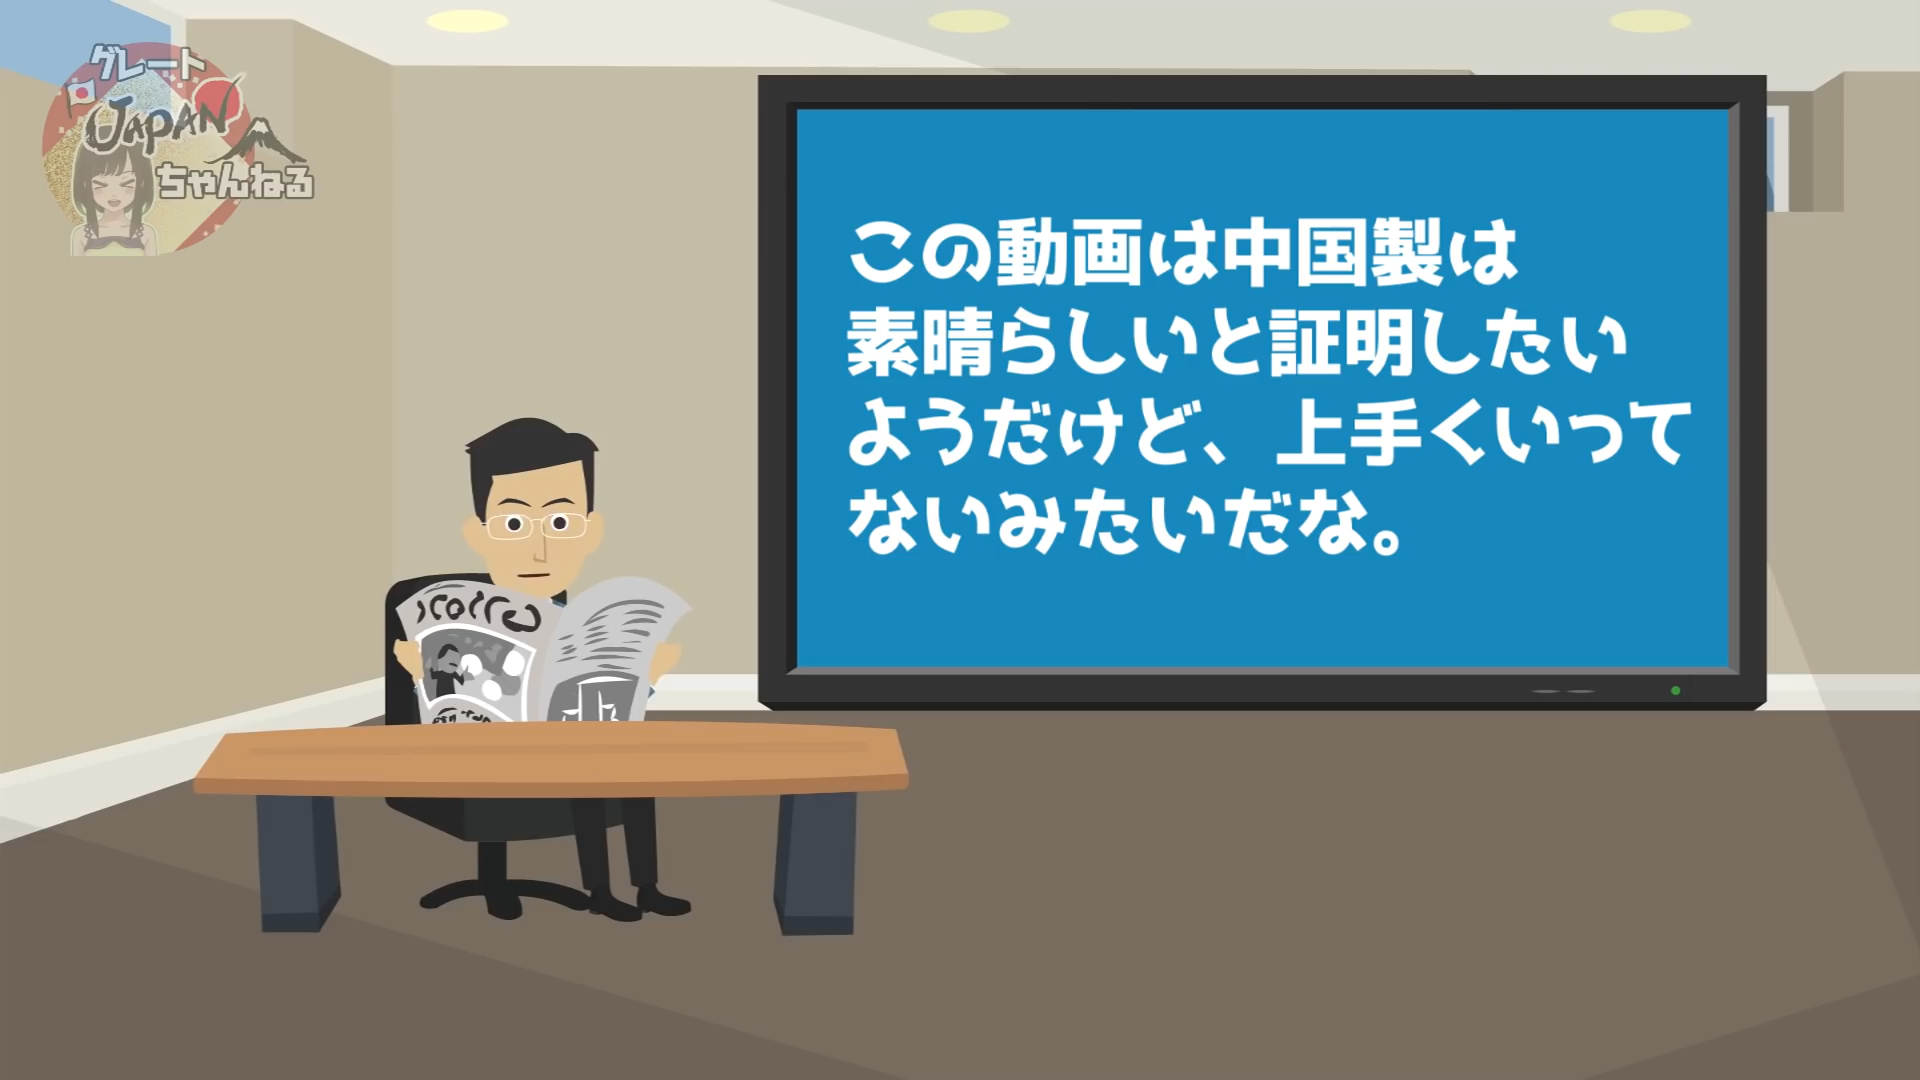 グレート
JAPAN
ちゃんねる
この動画は中国製は
素晴らしいと証明したい
ようだけど、上手くいって
ないみたいだな。